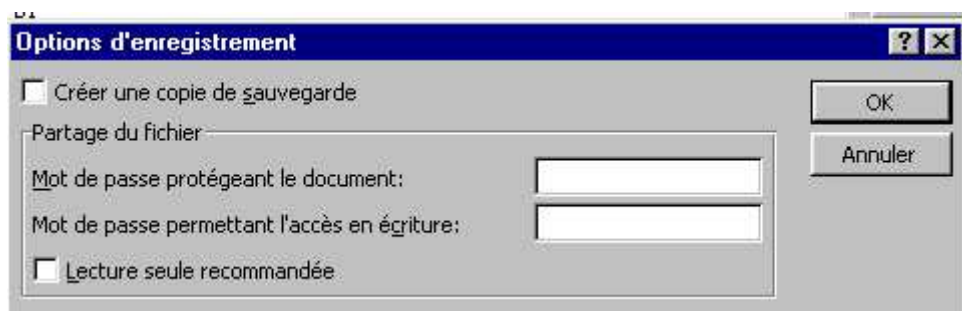 Options d'enregistrement
Créer une copie de sauvegarde
OK
Partage du fichier
Annuler
Mot de passe protégeant le document:
Mot de passe permettant l'accès en écriture:
Lecture seule recommandée